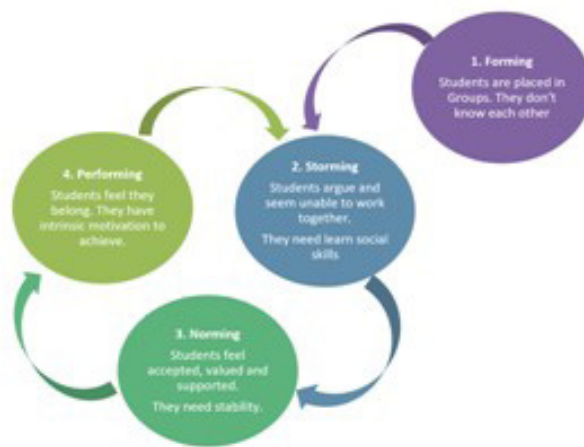 1. Forming
Students are placed in
Groups. They don't
know each other
2. Storming
Students argue and
seem unable to work
together.
They need learn social
skills
3. Norming
Students feel
accepted, valued and
supported.
They need stability.
4. Performing
Students feel they
belong. They have
intrinsic motivation to
achieve.